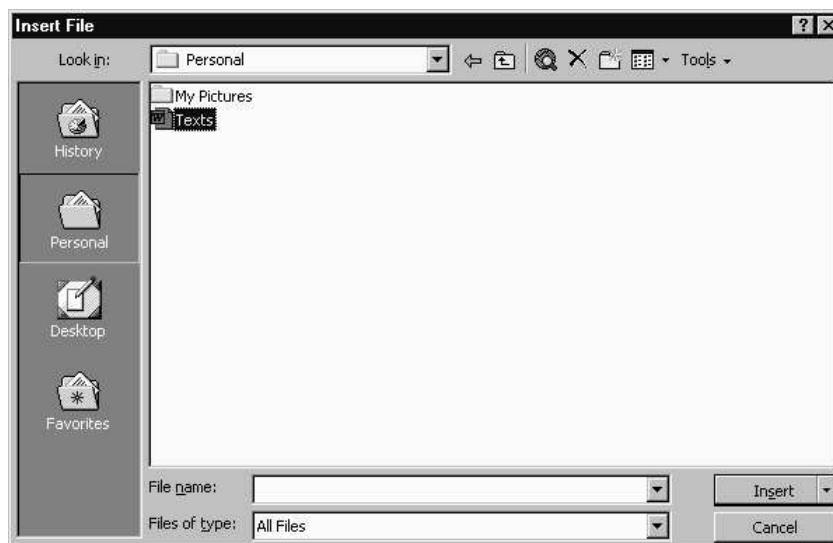 Insert File
Look in: Personal Tools
My Pictures
Texts
History
Personal
Desktop
Favorites
File name: Insert
Files of type: All Files Cancel